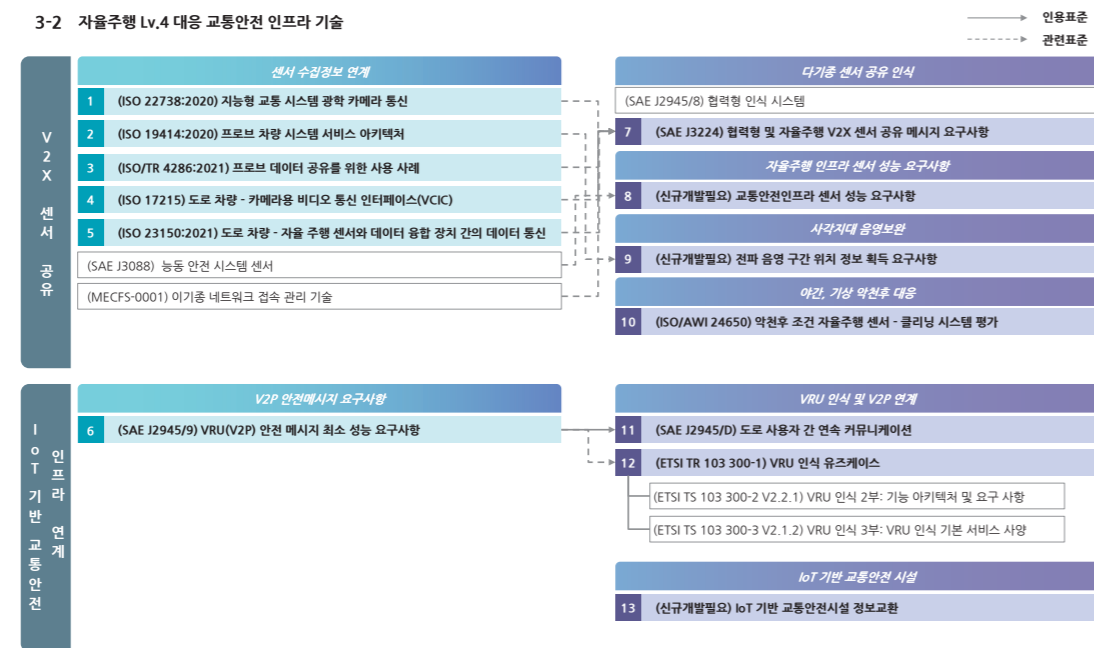 3-2 자율주행 Lv.4 대응 교통안전 인프라 기술
인용표준
관련표준
V2X 센서 공유
센서 수집정보 연계
1 (ISO 22738:2020) 지능형 교통 시스템 광학 카메라 통신
2 (ISO 19414:2020) 프로브 차량 시스템 서비스 아키텍처
3 (ISO/TR 4286:2021) 프로브 데이터 공유를 위한 사용 사례
4 (ISO 17215) 도로 차량 - 카메라용 비디오 통신 인터페이스(VCIC)
5 (ISO 23150:2021) 도로 차량 - 자율 주행 센서와 데이터 융합 장치 간의 데이터 통신
(SAE J3088) 능동 안전 시스템 센서
(MECFS-0001) 이기종 네트워크 접속 관리 기술
다기종 센서 공유 인식
(SAE J2945/8) 협력형 인식 시스템
7 (SAE J3224) 협력형 및 자율주행 V2X 센서 공유 메시지 요구사항
자율주행 인프라 센서 성능 요구사항
8 (신규개발필요) 교통안전인프라 센서 성능 요구사항
사각지대 음영보완
9 (신규개발필요) 전파 음영 구간 위치 정보 획득 요구사항
야간, 기상 악천후 대응
10 (ISO/AWI 24650) 악천후 조건 자율주행 센서 - 클리닝 시스템 평가
IoT 기반 교통안전
인프라 연계
V2P 안전메시지 요구사항
6 (SAE J2945/9) VRU(V2P) 안전 메시지 최소 성능 요구사항
VRU 인식 및 V2P 연계
11 (SAE J2945/D) 도로 사용자 간 연속 커뮤니케이션
12 (ETSI TR 103 300-1) VRU 인식 유즈케이스
(ETSI TS 103 300-2 V2.2.1) VRU 인식 2부: 기능 아키텍처 및 요구 사항
(ETSI TS 103 300-3 V2.1.2) VRU 인식 3부: VRU 인식 기본 서비스 사양
IoT 기반 교통안전 시설
13 (신규개발필요) IoT 기반 교통안전시설 정보교환